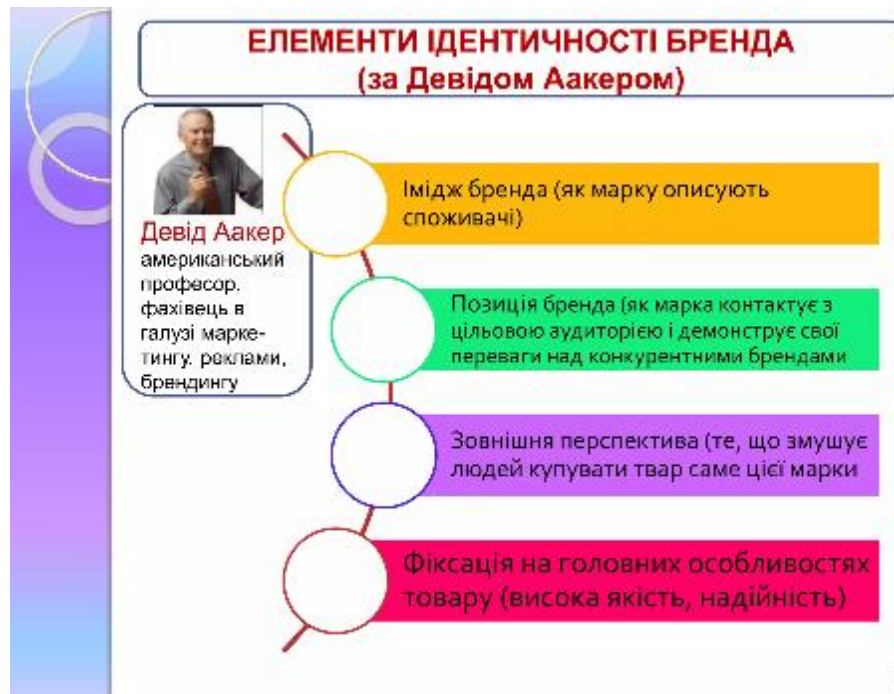 ЕЛЕМЕНТИ ІДЕНТИЧНОСТІ БРЕНДА
(за Девідом Аакером)
Девід Аакер
американський
професор,
фахівець в
галузі марке-
тингу, реклами,
брендингу
Імідж бренда (як марку описують
споживачі)
Позиція бренда (як марка контактує з
цільовою аудиторією і демонструє свої
переваги над конкурентними брендами
Зовнішня перспектива (те, що змушує
людей купувати твар саме цієї марки
Фіксація на головних особливостях
товару (висока якість, надійність)